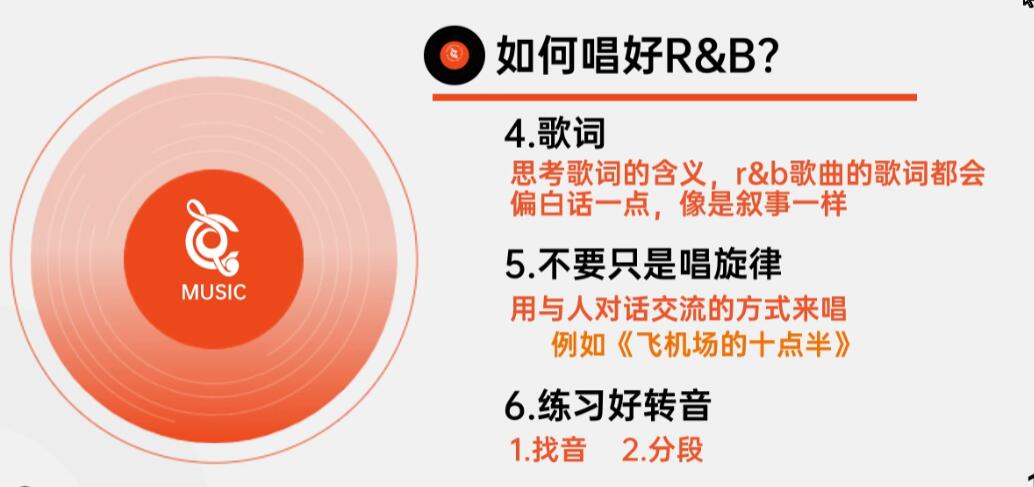 如何唱好R&B?
4.歌词
思考歌词的含义，r&b歌曲的歌词都会
偏白话一点，像是叙事一样
5.不要只是唱旋律
用与人对话交流的方式来唱
例如《飞机场的十点半》
6.练习好转音
1.找音 2.分段
MUSIC